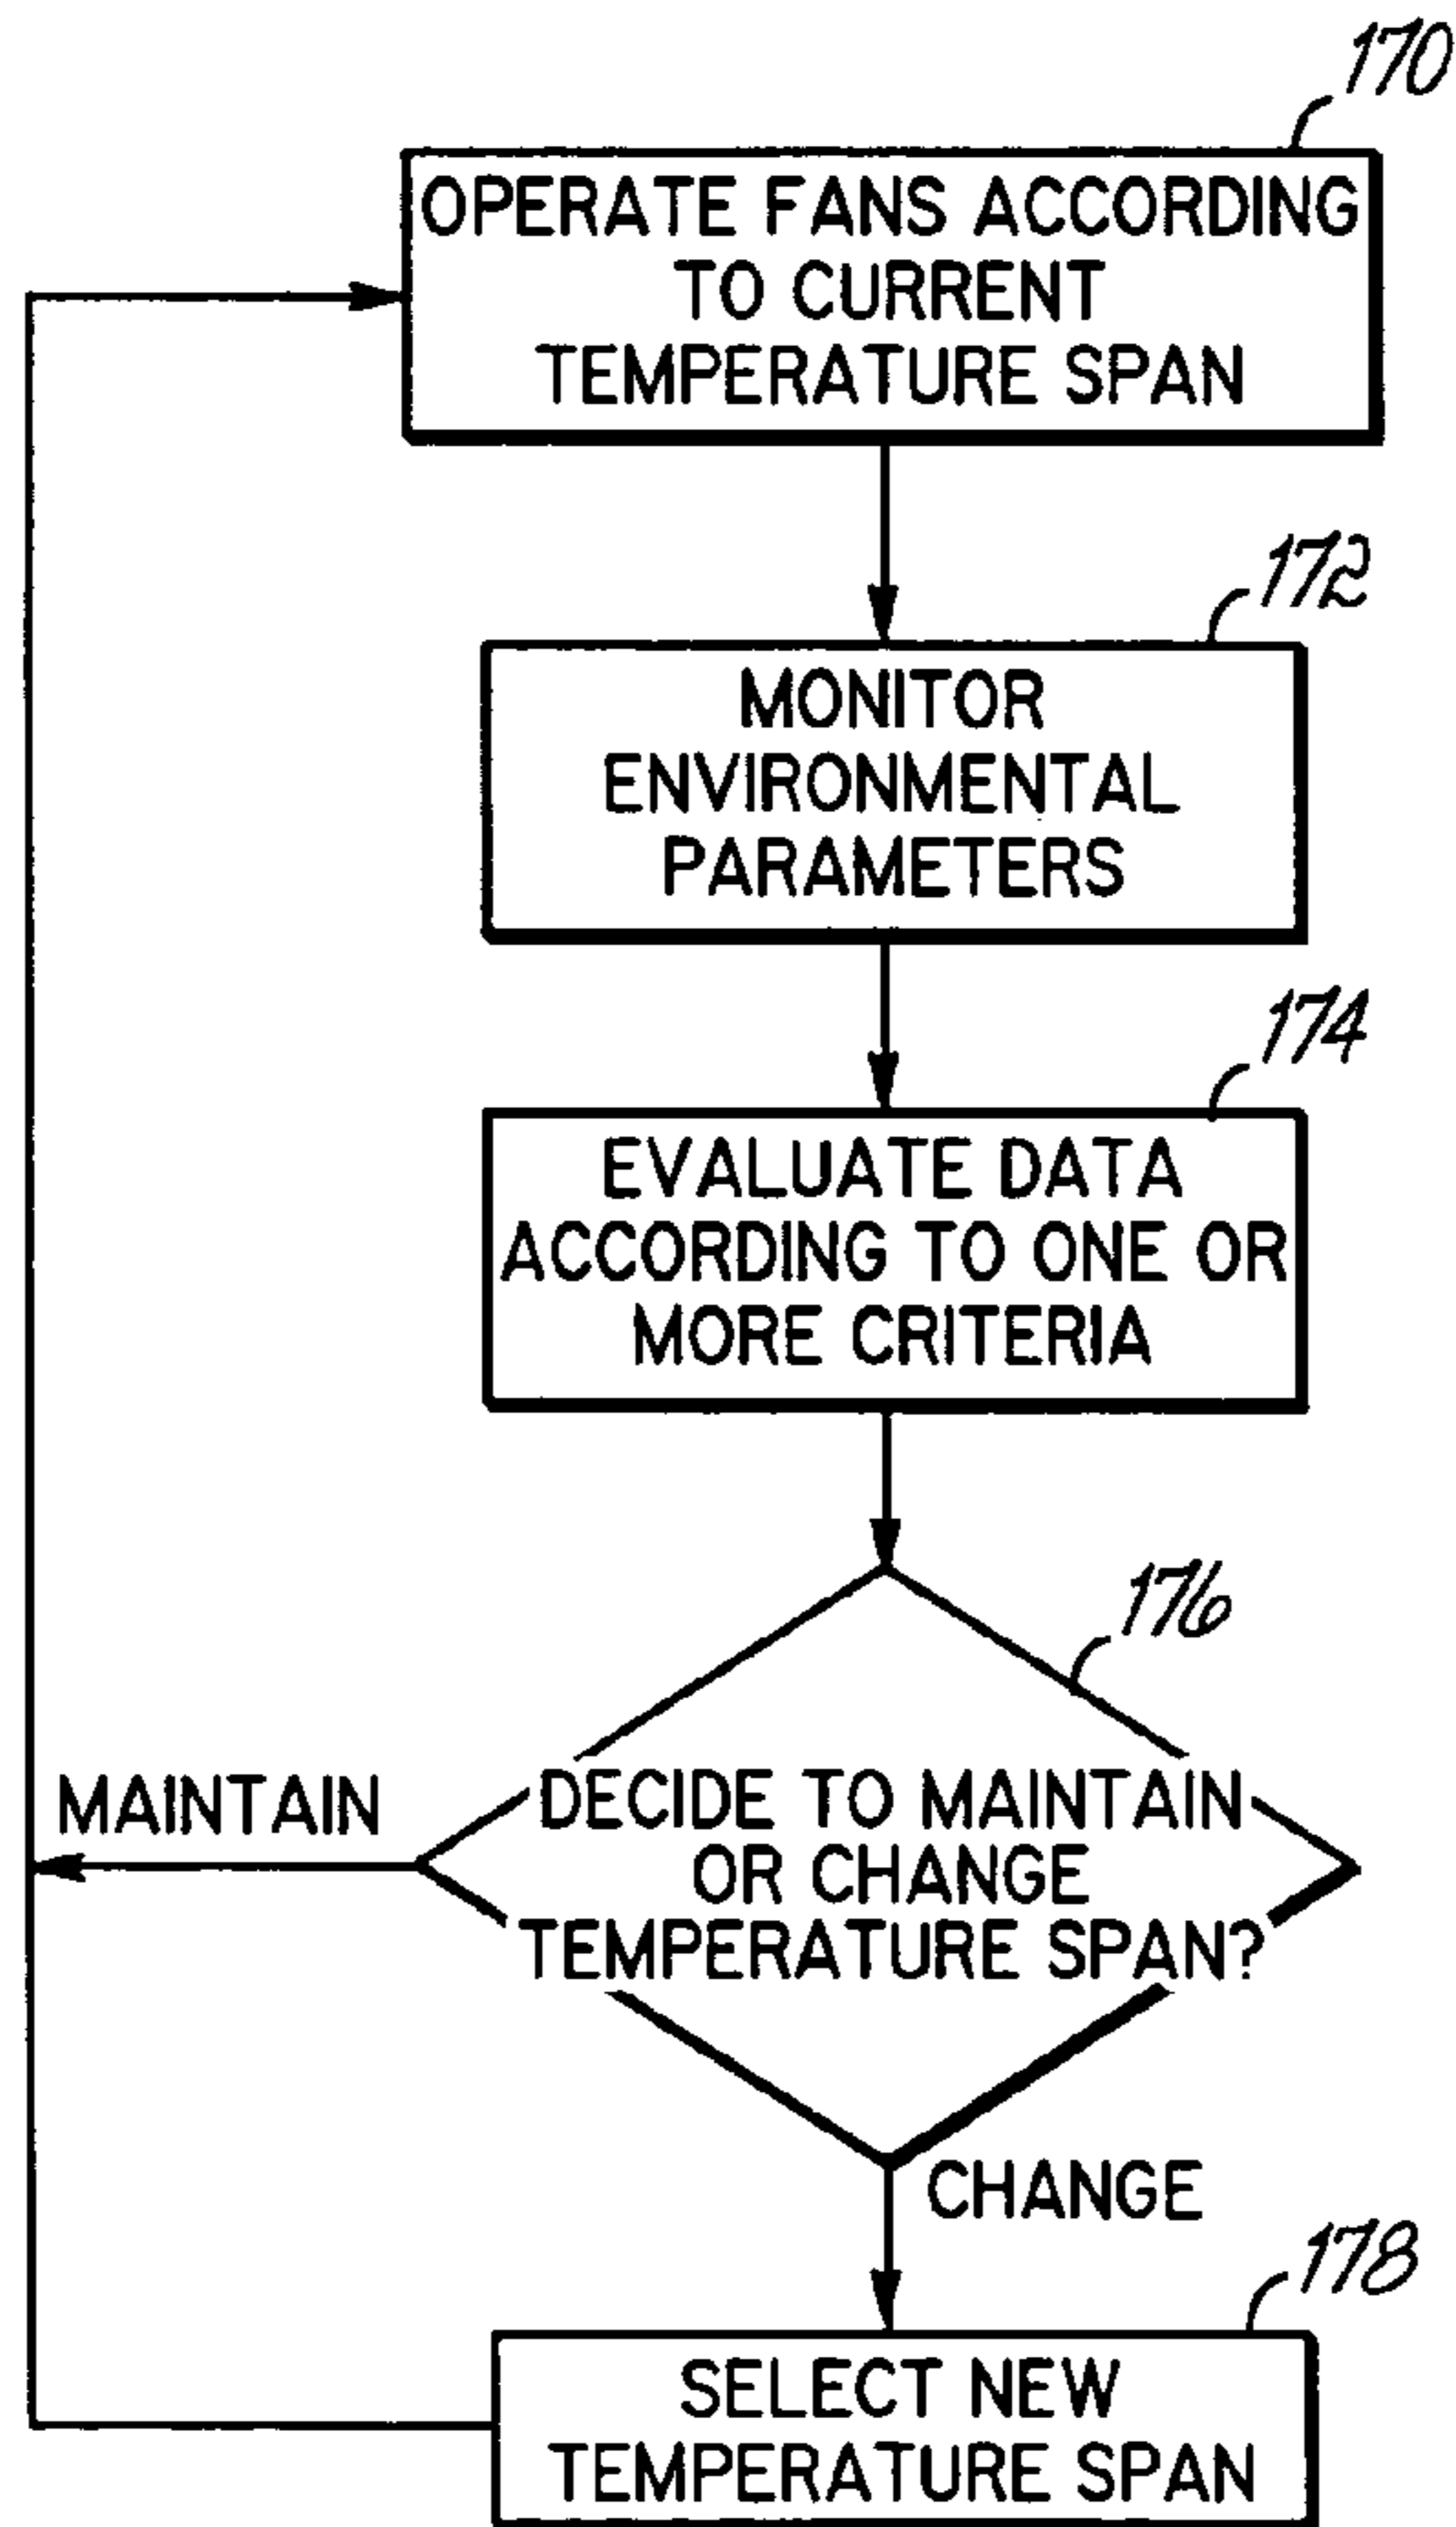 170
OPERATE FANS ACCORDING
TO CURRENT
TEMPERATURE SPAN
172
MONITOR
ENVIRONMENTAL
PARAMETERS
174
EVALUATE DATA
ACCORDING TO ONE OR
MORE CRITERIA
176
MAINTAIN
DECIDE TO MAINTAIN
OR CHANGE
TEMPERATURE SPAN?
CHANGE
178
SELECT NEW
TEMPERATURE SPAN